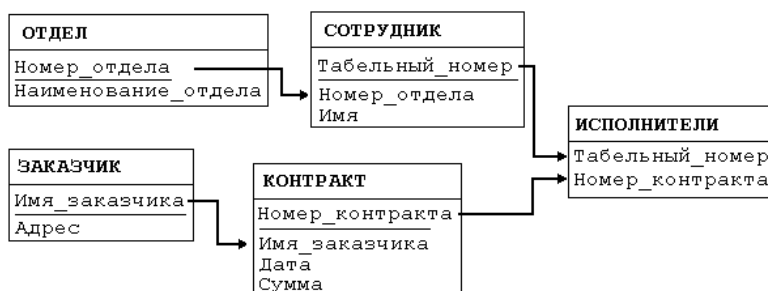 ОТДЕЛ
Номер_отдела
Наименование_отдела
СОТРУДНИК
Табельный_номер
Номер_отдела
Имя
ИСПОЛНИТЕЛИ
Табельный_номер
Номер_контракта
ЗАКАЗЧИК
Имя_заказчика
Адрес
КОНТРАКТ
Номер_контракта
Имя_заказчика
Дата
Сумма